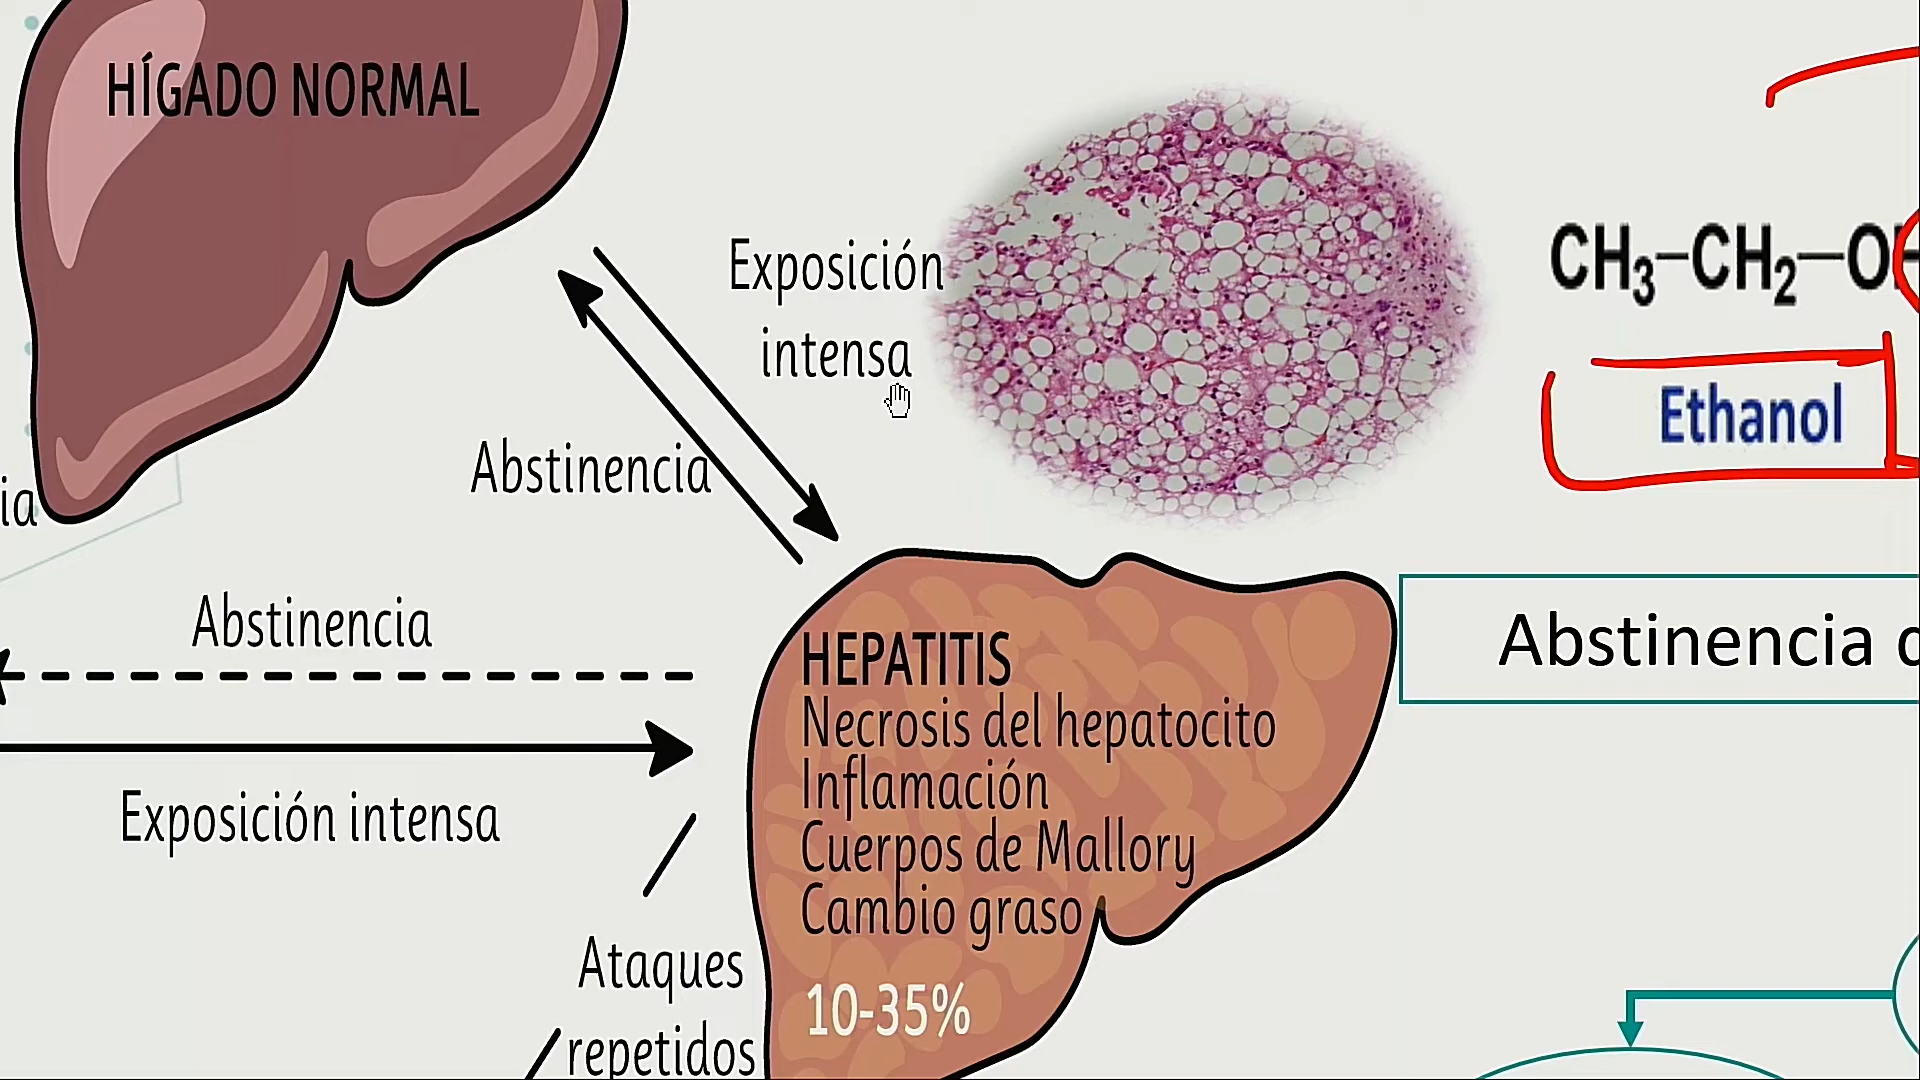 HÍGADO NORMAL
Exposición
intensa
CH3-CH2-OH
Ethanol
Abstinencia
Abstinencia
Exposición intensa
HEPATITIS
Necrosis del hepatocito
Inflamación
Cuerpos de Mallory
Cambio graso
10-35%
Abstinencia
Ataques
repetidos